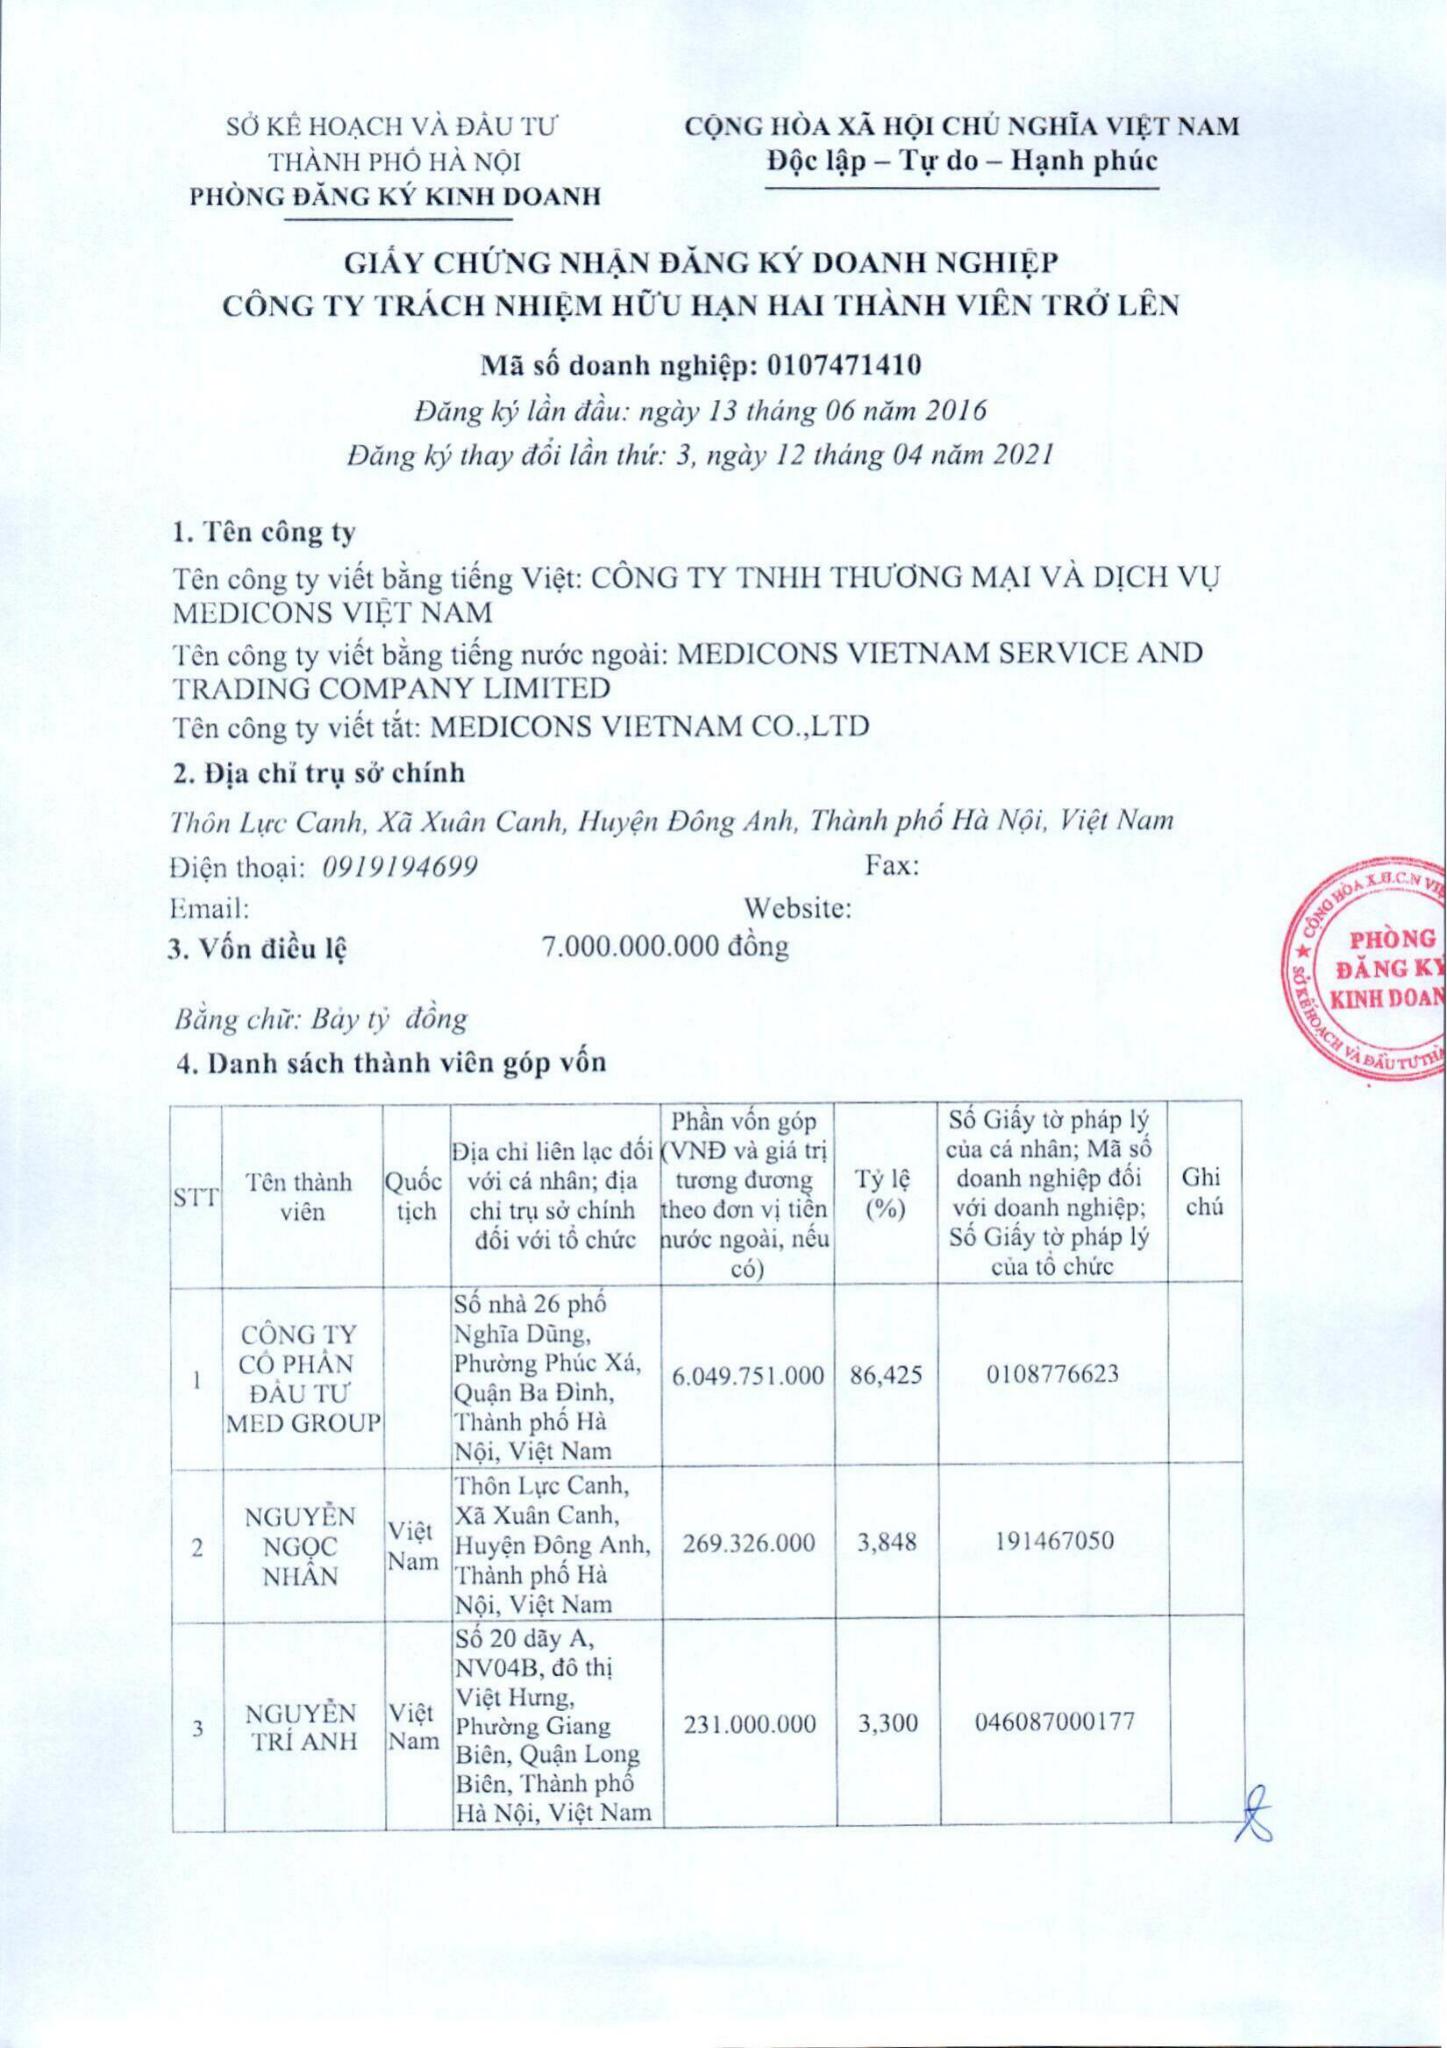 SỞ KẾ HOẠCH VÀ ĐẦU TƯ
THÀNH PHỐ HÀ NỘI
PHÒNG ĐĂNG KÝ KINH DOANH
CỘNG HÒA XÃ HỘI CHỦ NGHĨA VIỆT NAM
Độc lập – Tự do – Hạnh phúc
GIẤY CHỨNG NHẬN ĐĂNG KÝ DOANH NGHIỆP
CÔNG TY TRÁCH NHIỆM HỮU HẠN HAI THÀNH VIÊN TRỞ LÊN
Mã số doanh nghiệp: 0107471410
Đăng ký lần đầu: ngày 13 tháng 06 năm 2016
Đăng ký thay đổi lần thứ: 3, ngày 12 tháng 04 năm 2021
1. Tên công ty
Tên công ty viết bằng tiếng Việt: CÔNG TY TNHH THƯƠNG MẠI VÀ DỊCH VỤ
MEDICONS VIỆT NAM
Tên công ty viết bằng tiếng nước ngoài: MEDICONS VIETNAM SERVICE AND
TRADING COMPANY LIMITED
Tên công ty viết tắt: MEDICONS VIETNAM CO.,LTD
2. Địa chỉ trụ sở chính
Thôn Lực Canh, Xã Xuân Canh, Huyện Đông Anh, Thành phố Hà Nội, Việt Nam
Điện thoại: 0919194699 Fax:
Email: Website:
3. Vốn điều lệ 7.000.000.000 đồng
Bằng chữ: Bảy tỷ đồng
4. Danh sách thành viên góp vốn
STT
Tên thành
viên
Quốc
tịch
Địa chỉ liên lạc đối
với cá nhân; địa
chỉ trụ sở chính
đối với tổ chức
Phần vốn góp
(VNĐ và giá trị
tương đương
theo đơn vị tiền
nước ngoài, nếu
có)
Tỷ lệ
(%)
Số Giấy tờ pháp lý
của cá nhân; Mã số
doanh nghiệp đối
với doanh nghiệp;
Số Giấy tờ pháp lý
của tổ chức
Ghi
chú
1
CÔNG TY
CỔ PHẦN
ĐẦU TƯ
MED GROUP
Số nhà 26 phố
Nghĩa Dũng,
Phường Phúc Xá,
Quận Ba Đình,
Thành phố Hà
Nội, Việt Nam
6.049.751.000
86,425
0108776623
2
NGUYỄN
NGỌC
NHÂN
Việt
Nam
Thôn Lực Canh,
Xã Xuân Canh,
Huyện Đông Anh,
Thành phố Hà
Nội, Việt Nam
269.326.000
3,848
191467050
3
NGUYỄN
TRÍ ANH
Việt
Nam
Số 20 dãy A,
NV04B, đô thị
Việt Hưng,
Phường Giang
Biên, Quận Long
Biên, Thành phố
Hà Nội, Việt Nam
231.000.000
3,300
046087000177
CỘNG HÒA X.H.C.N VIỆ
PHÒNG
ĐĂNG KÝ
KINH DOAN
SỞ KẾ HOẠCH VÀ ĐẦU TƯ THÀ